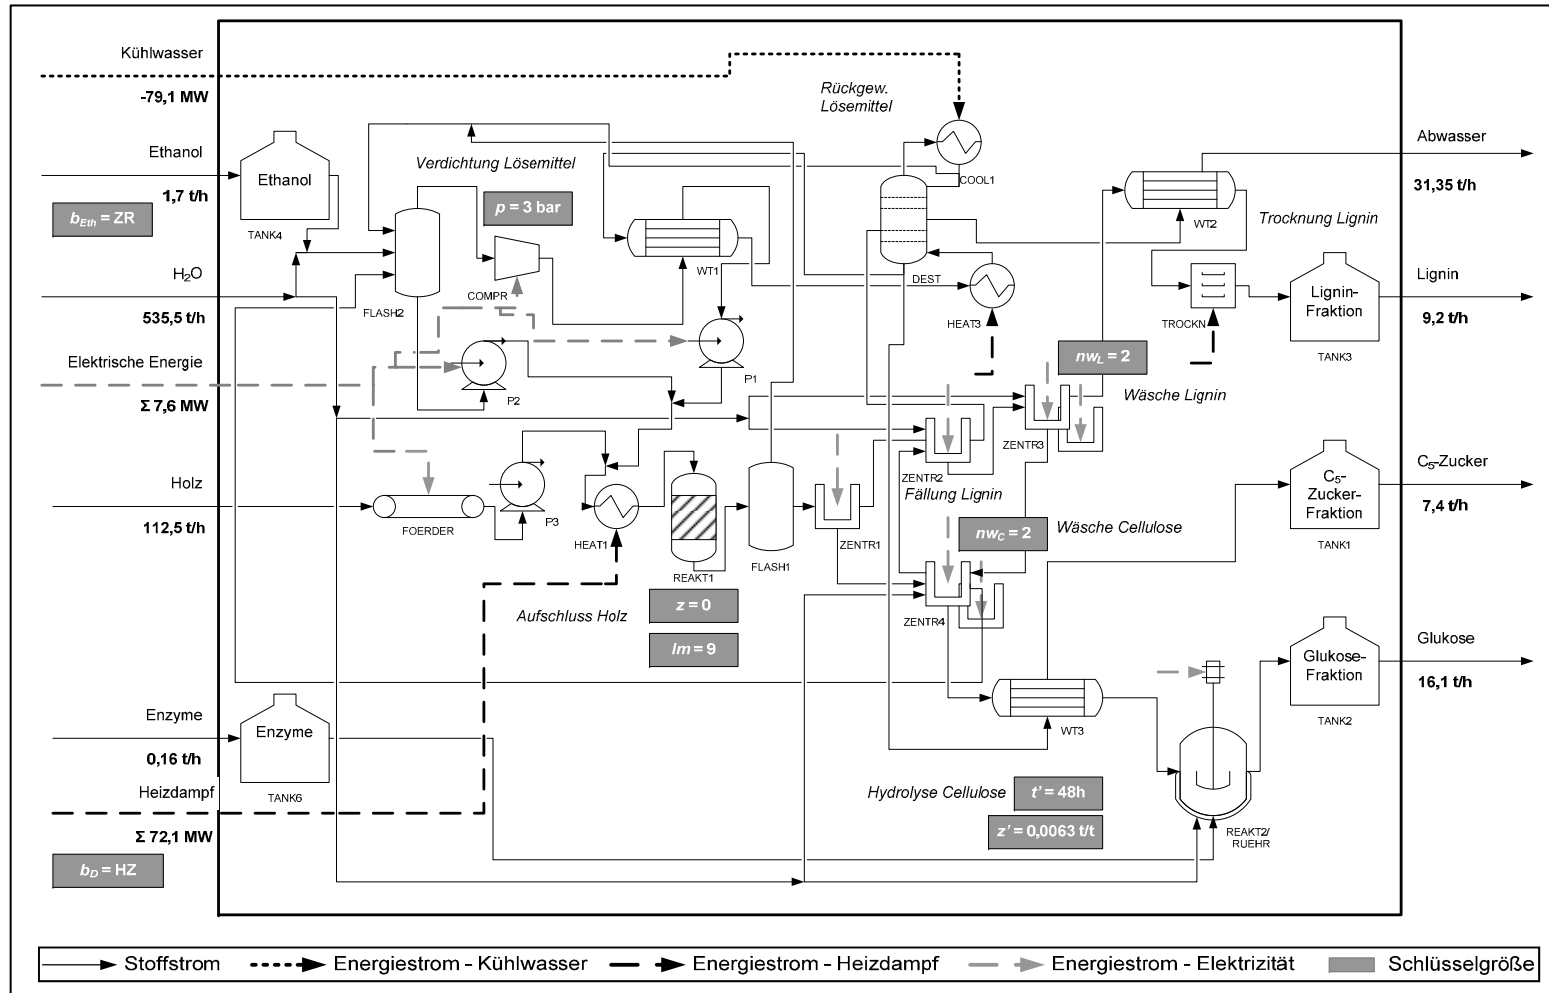 Kühlwasser
-79,1 MW
Ethanol
1,7 t/h
b_Eth = ZR
H₂O
535,5 t/h
Elektrische Energie
Σ 7,6 MW
Holz
112,5 t/h
Enzyme
0,16 t/h
Heizdampf
Σ 72,1 MW
b_D = HZ
Ethanol
TANK4
Verdichtung Lösemittel
p = 3 bar
Rückgew.
Lösemittel
COOL1
FLASH2
COMPR
WT1
DEST
HEAT3
P2
P1
nw_L = 2
Wäsche Lignin
WT2
Trocknung Lignin
TROCKN
Lignin-
Fraktion
TANK3
FOERDER
P3
HEAT1
REAKT1
FLASH1
ZENTR1
ZENTR2
ZENTR3
Fällung Lignin
nw_C = 2
Wäsche Cellulose
ZENTR4
Aufschluss Holz
z = 0
lm = 9
C₅-
Zucker-
Fraktion
TANK1
WT3
Glukose-
Fraktion
TANK2
Enzyme
TANK6
Hydrolyse Cellulose
t' = 48h
z' = 0,0063 t/t
REAKT2/
RUEHR
Abwasser
31,35 t/h
Lignin
9,2 t/h
C₅-Zucker
7,4 t/h
Glukose
16,1 t/h
Stoffstrom
Energiestrom - Kühlwasser
Energiestrom - Heizdampf
Energiestrom - Elektrizität
Schlüsselgröße